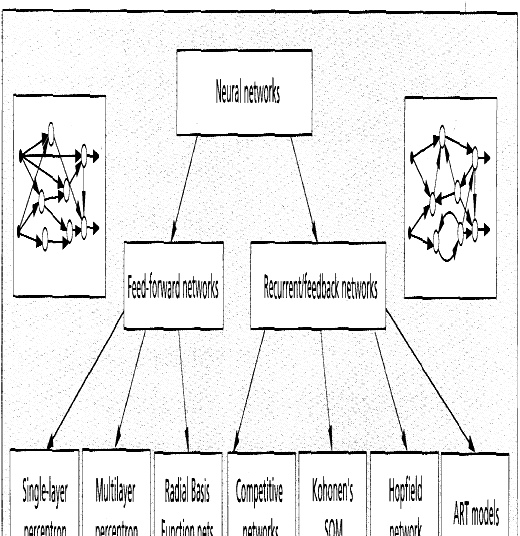 Neural networks
Feed-forward networks
Recurrent/feedback networks
Single-layer
perceptron
Multilayer
perceptron
Radial Basis
Function nets
Competitive
networks
Kohonen's
SOM
Hopfield
network
ART models